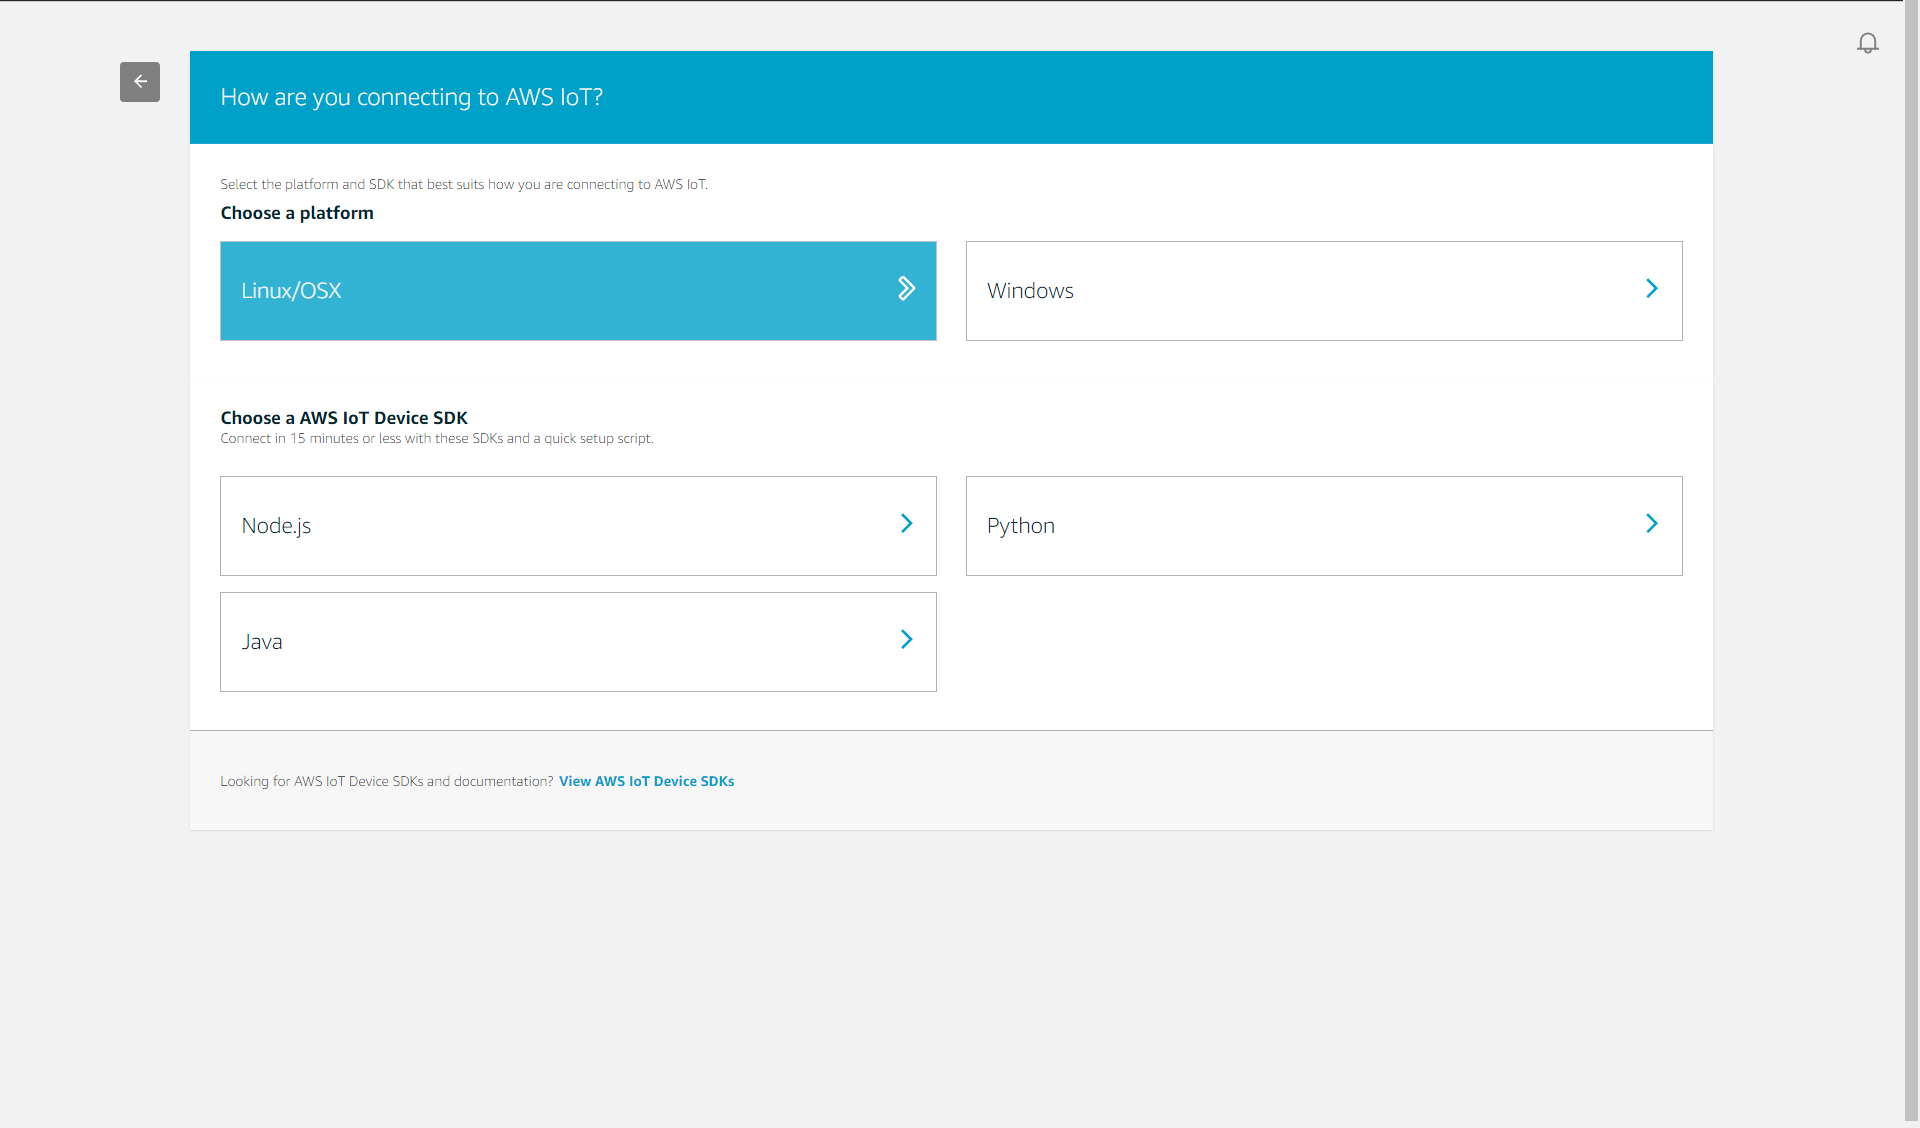 How are you connecting to AWS IoT?
Select the platform and SDK that best suits how you are connecting to AWS IoT.
Choose a platform
Linux/OSX
Windows
Choose a AWS IoT Device SDK
Connect in 15 minutes or less with these SDKs and a quick setup script.
Node.js
Python
Java
Looking for AWS IoT Device SDKs and documentation? View AWS IoT Device SDKs